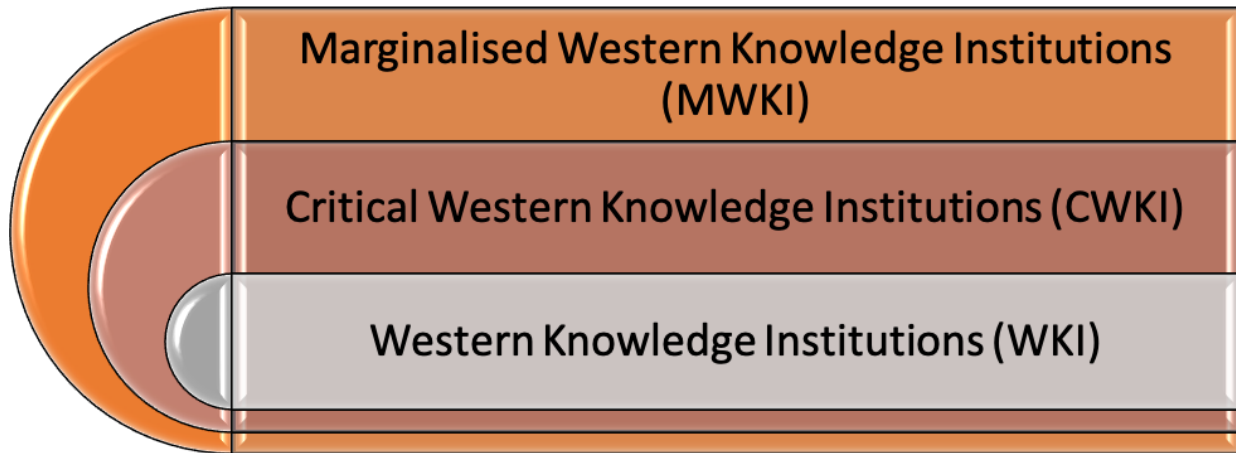 Marginalised Western Knowledge Institutions
(MWKI)
Critical Western Knowledge Institutions (CWKI)
Western Knowledge Institutions (WKI)